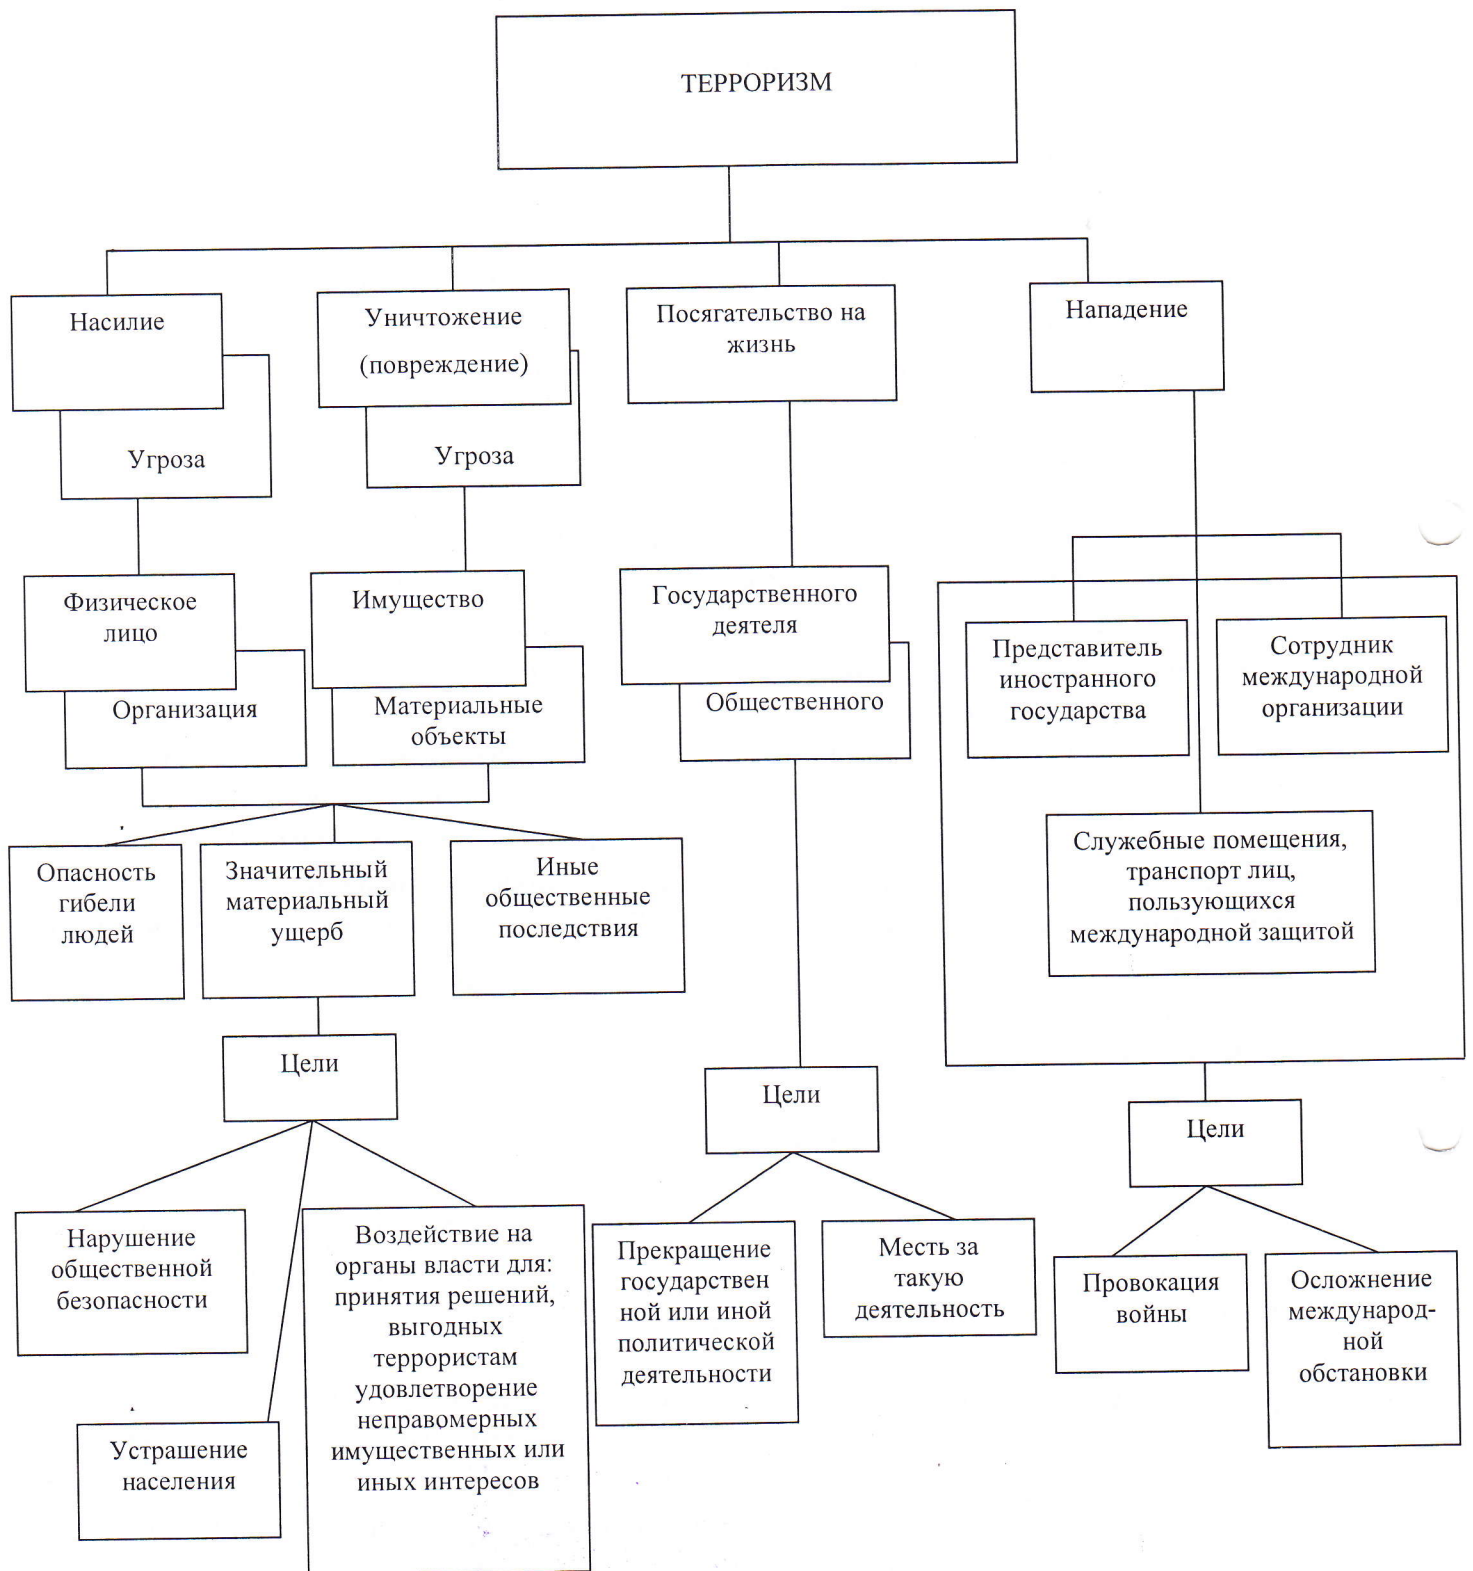 ТЕРРОРИЗМ
Насилие
Угроза
Уничтожение
(повреждение)
Угроза
Посягательство на
жизнь
Нападение
Физическое
лицо
Организация
Имущество
Материальные
объекты
Государственного
деятеля
Общественного
Представитель
иностранного
государства
Сотрудник
международной
организации
Служебные помещения,
транспорт лиц,
пользующихся
международной защитой
Опасность
гибели
людей
Значительный
материальный
ущерб
Иные
общественные
последствия
Цели
Цели
Цели
Нарушение
общественной
безопасности
Устрашение
населения
Воздействие на
органы власти для:
принятия решений,
выгодных
террористам
удовлетворение
неправомерных
имущественных или
иных интересов
Прекращение
государствен
ной или иной
политической
деятельности
Месть за
такую
деятельность
Провокация
войны
Осложнение
международ-
ной
обстановки